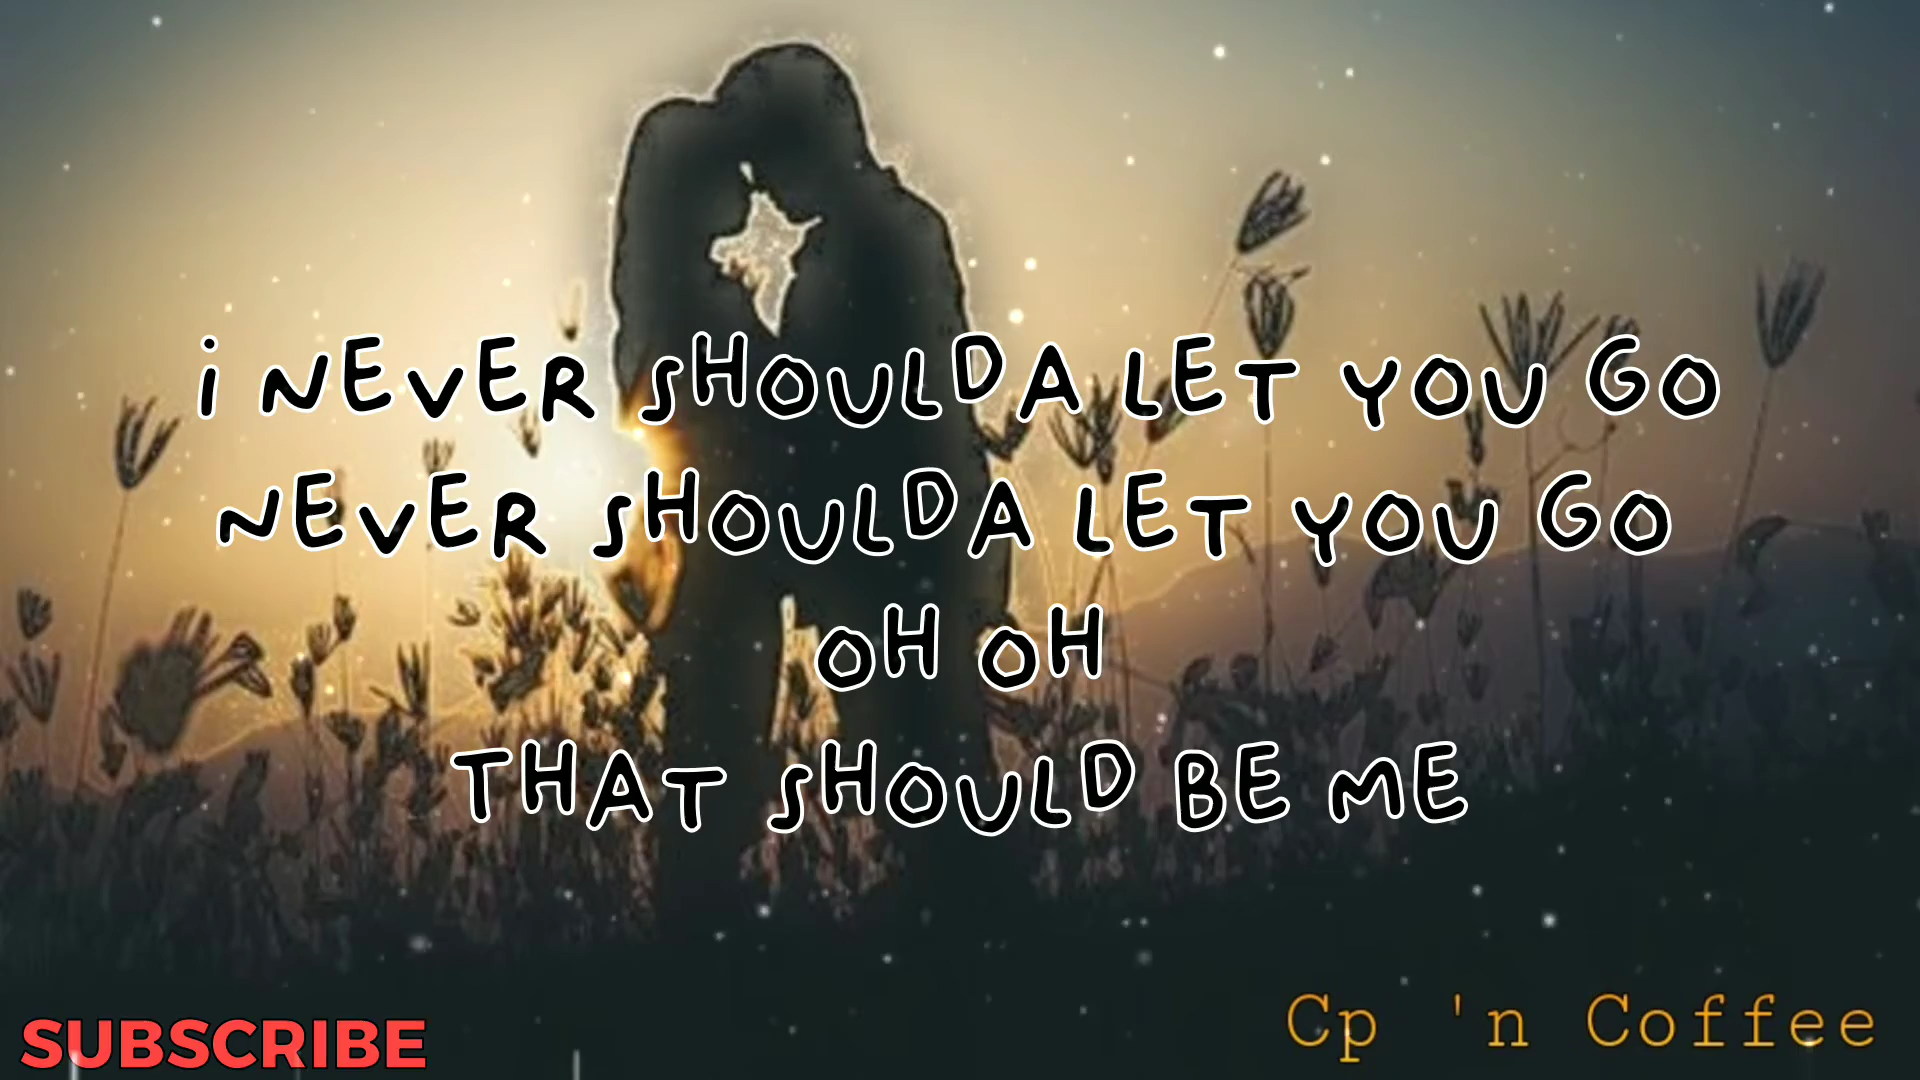 i NEVER SHOULDA LET YOU GO
NEVER SHOULDA LET YOU GO
OH OH
THAT SHOULD BE ME
SUBSCRIBE
Cp 'n Coffee